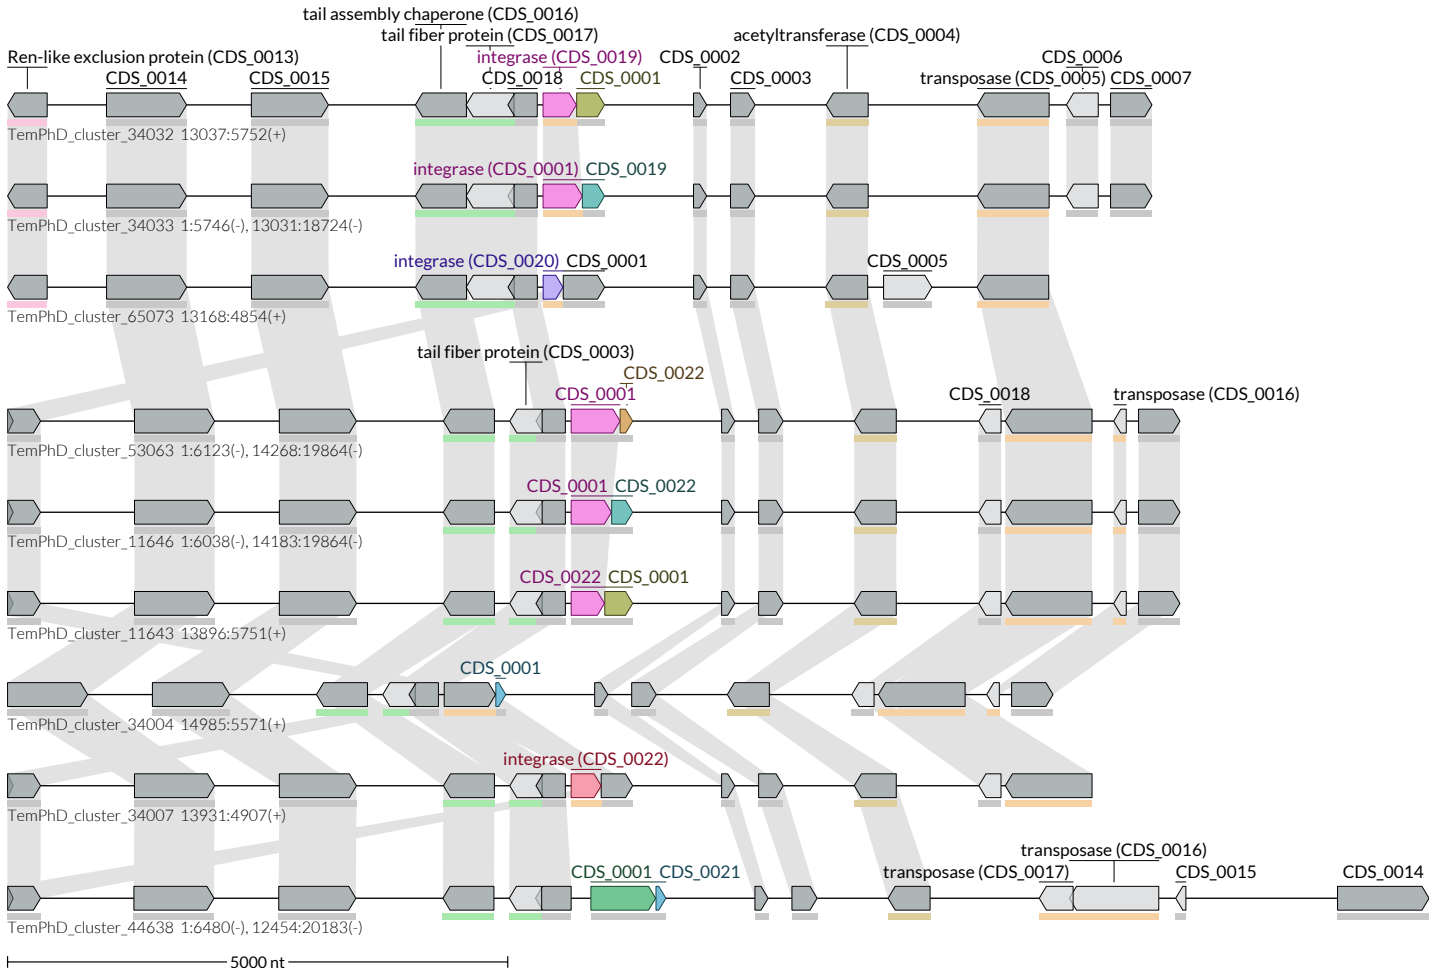 tail assembly chaperone (CDS_0016)
tail fiber protein (CDS_0017)
acetyltransferase (CDS_0004)
Ren-like exclusion protein (CDS_0013)
integrase (CDS_0019)
CDS_0002
CDS_0006
CDS_0014
CDS_0015
CDS_0018
CDS_0001
CDS_0003
transposase (CDS_0005)
CDS_0007
TemPhD_cluster_34032 13037:5752(+)
integrase (CDS_0001)
CDS_0019
TemPhD_cluster_34033 1:5746(-), 13031:18724(-)
integrase (CDS_0020)
CDS_0001
CDS_0005
TemPhD_cluster_65073 13168:4854(+)
tail fiber protein (CDS_0003)
CDS_0022
CDS_0001
CDS_0018
transposase (CDS_0016)
TemPhD_cluster_53063 1:6123(-), 14268:19864(-)
CDS_0001
CDS_0022
TemPhD_cluster_11646 1:6038(-), 14183:19864(-)
CDS_0022
CDS_0001
TemPhD_cluster_11643 13896:5751(+)
CDS_0001
TemPhD_cluster_34004 14985:5571(+)
integrase (CDS_0022)
TemPhD_cluster_34007 13931:4907(+)
transposase (CDS_0016)
CDS_0001
CDS_0021
transposase (CDS_0017)
CDS_0015
CDS_0014
TemPhD_cluster_44638 1:6480(-), 12454:20183(-)
5000 nt